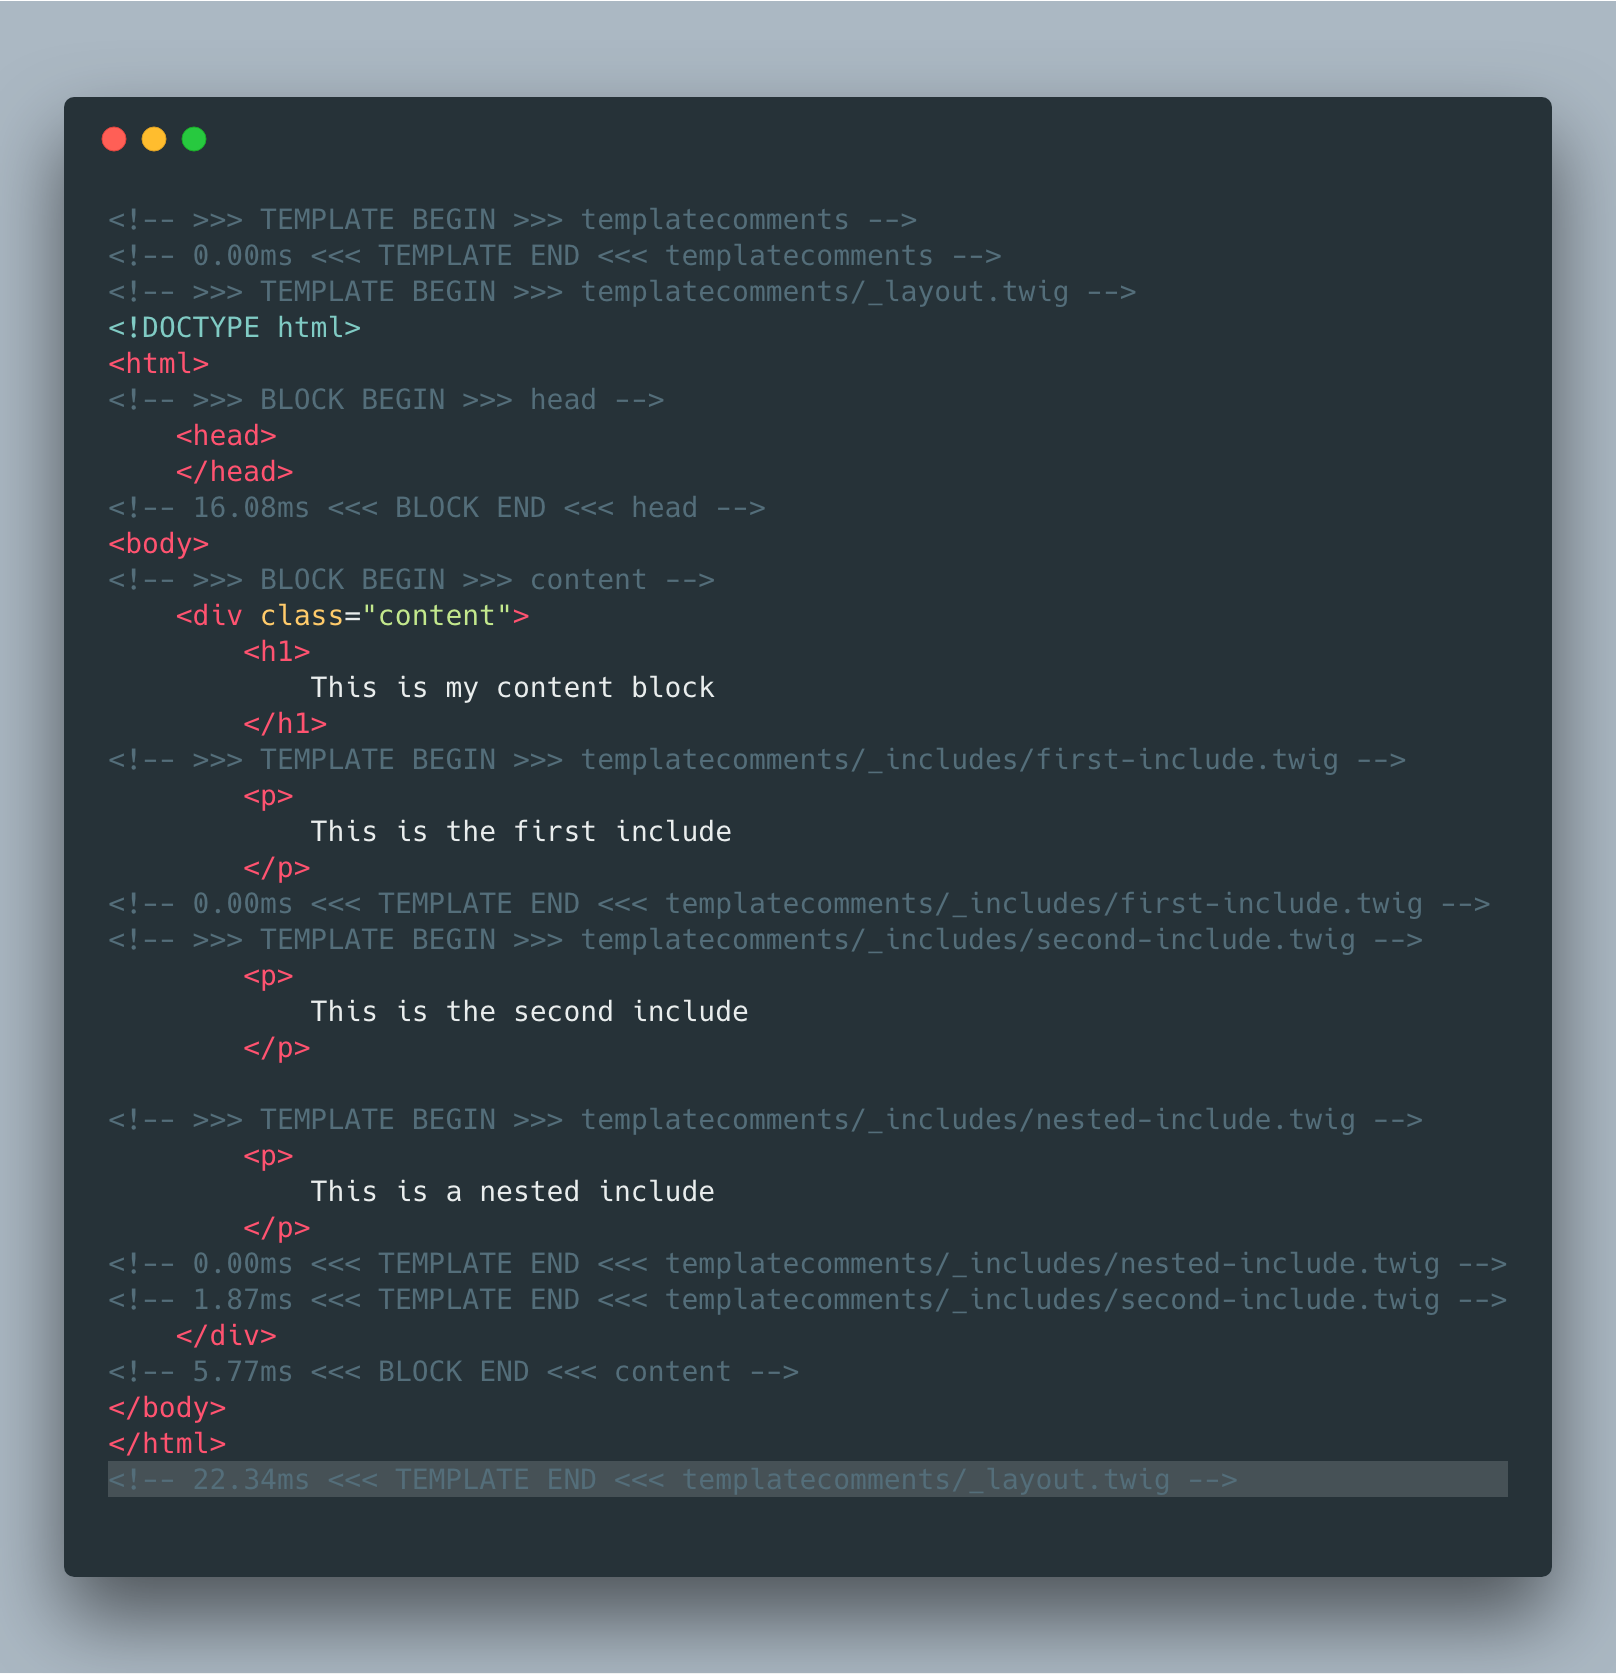 <!-- >>> TEMPLATE BEGIN >>> templatecomments -->
<!-- 0.00ms <<< TEMPLATE END <<< templatecomments -->
<!-- >>> TEMPLATE BEGIN >>> templatecomments/_layout.twig -->
<!DOCTYPE html>
<html>
<!-- >>> BLOCK BEGIN >>> head -->
    <head>
    </head>
<!-- 16.08ms <<< BLOCK END <<< head -->
<body>
<!-- >>> BLOCK BEGIN >>> content -->
    <div class="content">
        <h1>
            This is my content block
        </h1>
<!-- >>> TEMPLATE BEGIN >>> templatecomments/_includes/first-include.twig -->
        <p>
            This is the first include
        </p>
<!-- 0.00ms <<< TEMPLATE END <<< templatecomments/_includes/first-include.twig -->
<!-- >>> TEMPLATE BEGIN >>> templatecomments/_includes/second-include.twig -->
        <p>
            This is the second include
        </p>

<!-- >>> TEMPLATE BEGIN >>> templatecomments/_includes/nested-include.twig -->
        <p>
            This is a nested include
        </p>
<!-- 0.00ms <<< TEMPLATE END <<< templatecomments/_includes/nested-include.twig -->
<!-- 1.87ms <<< TEMPLATE END <<< templatecomments/_includes/second-include.twig -->
    </div>
<!-- 5.77ms <<< BLOCK END <<< content -->
</body>
</html>
<!-- 22.34ms <<< TEMPLATE END <<< templatecomments/_layout.twig -->